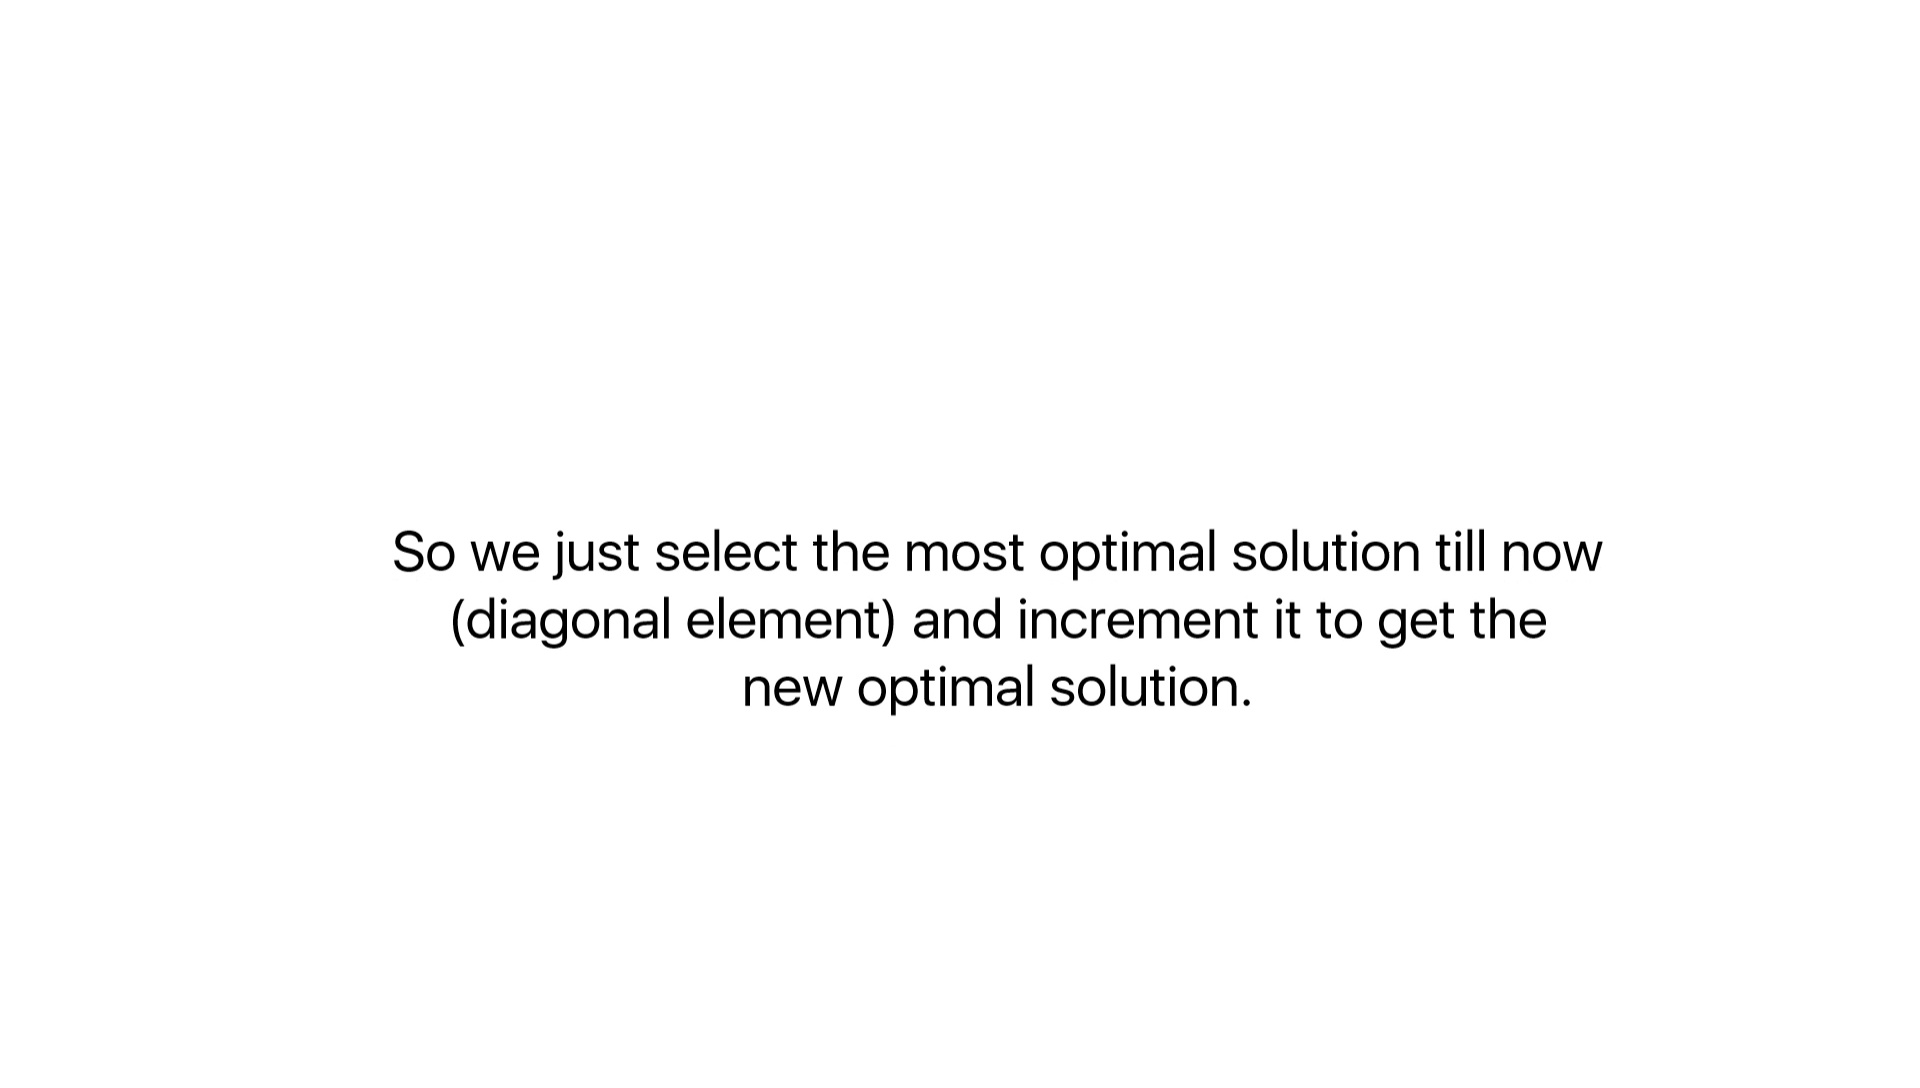 So we just select the most optimal solution till now
(diagonal element) and increment it to get the
new optimal solution.